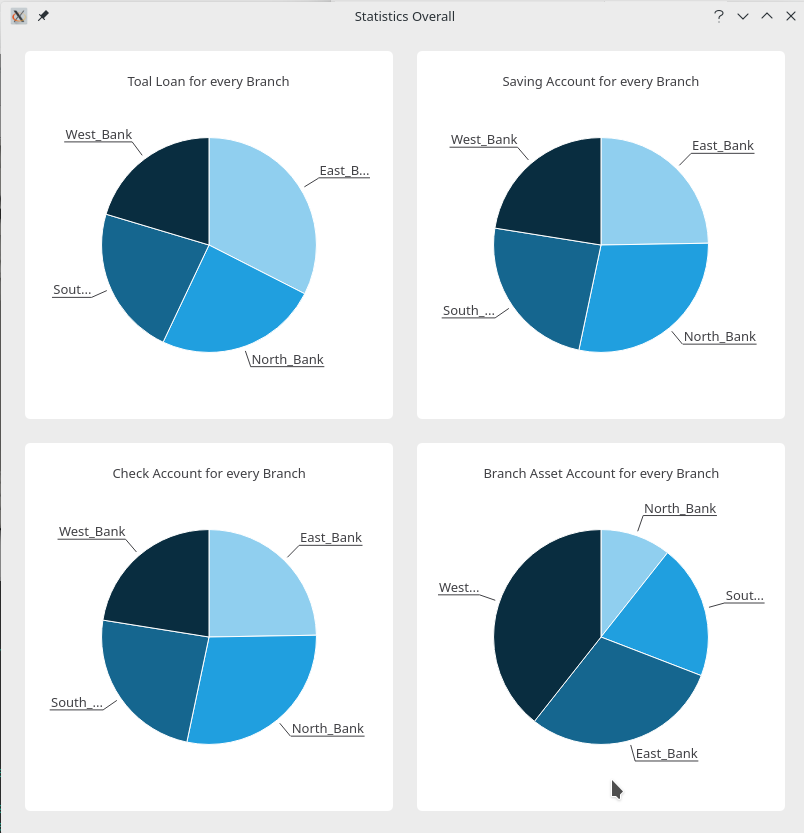 Statistics Overall
Toal Loan for every Branch
West_Bank
East_B...
Sout...
North_Bank
Saving Account for every Branch
West_Bank
East_Bank
South_...
North_Bank
Check Account for every Branch
West_Bank
East_Bank
South_...
North_Bank
Branch Asset Account for every Branch
North_Bank
West...
Sout...
East_Bank